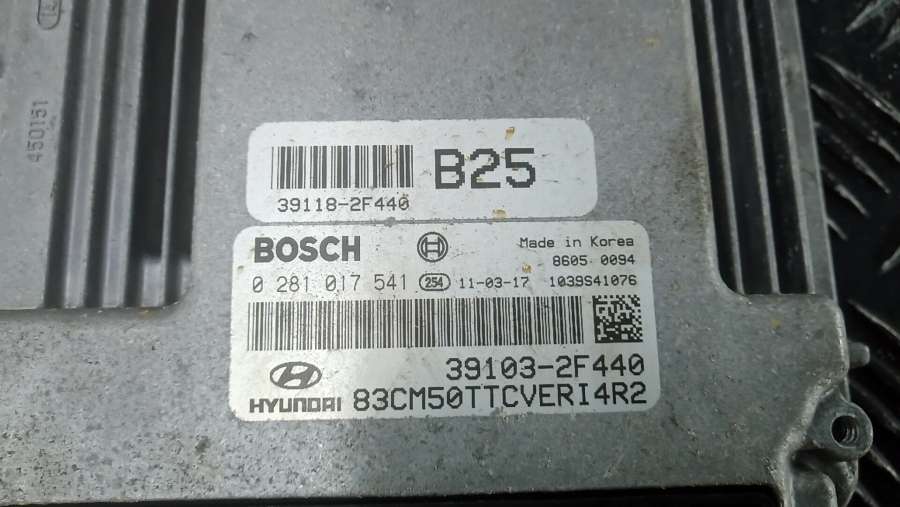 450151
B25
39118-2F440
BOSCH
Made in Korea
8605 0094
0 281 017 541 254 11-03-17 1039S41076
39103-2F440
HYUNDAI 83CM50TTCVERI4R2